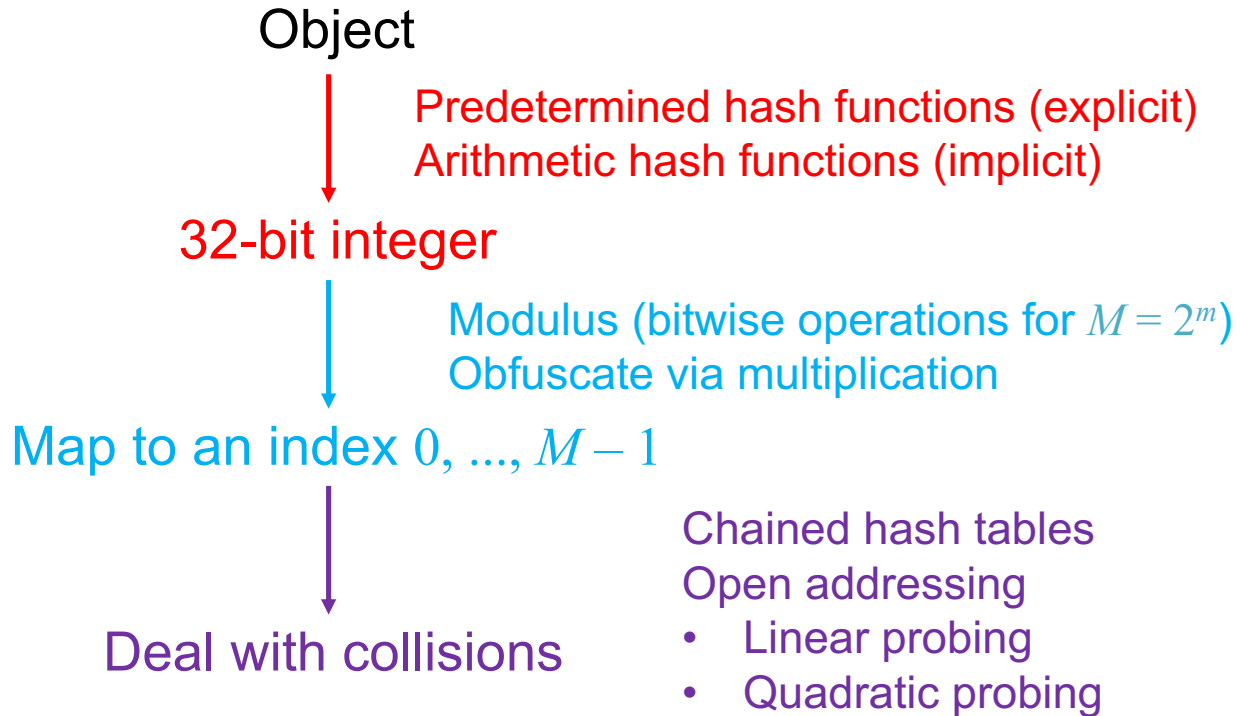 Object
Predetermined hash functions (explicit)
Arithmetic hash functions (implicit)
32-bit integer
Modulus (bitwise operations for M = 2ᵐ)
Obfuscate via multiplication
Map to an index 0, ..., M – 1
Chained hash tables
Open addressing
• Linear probing
Deal with collisions
• Quadratic probing